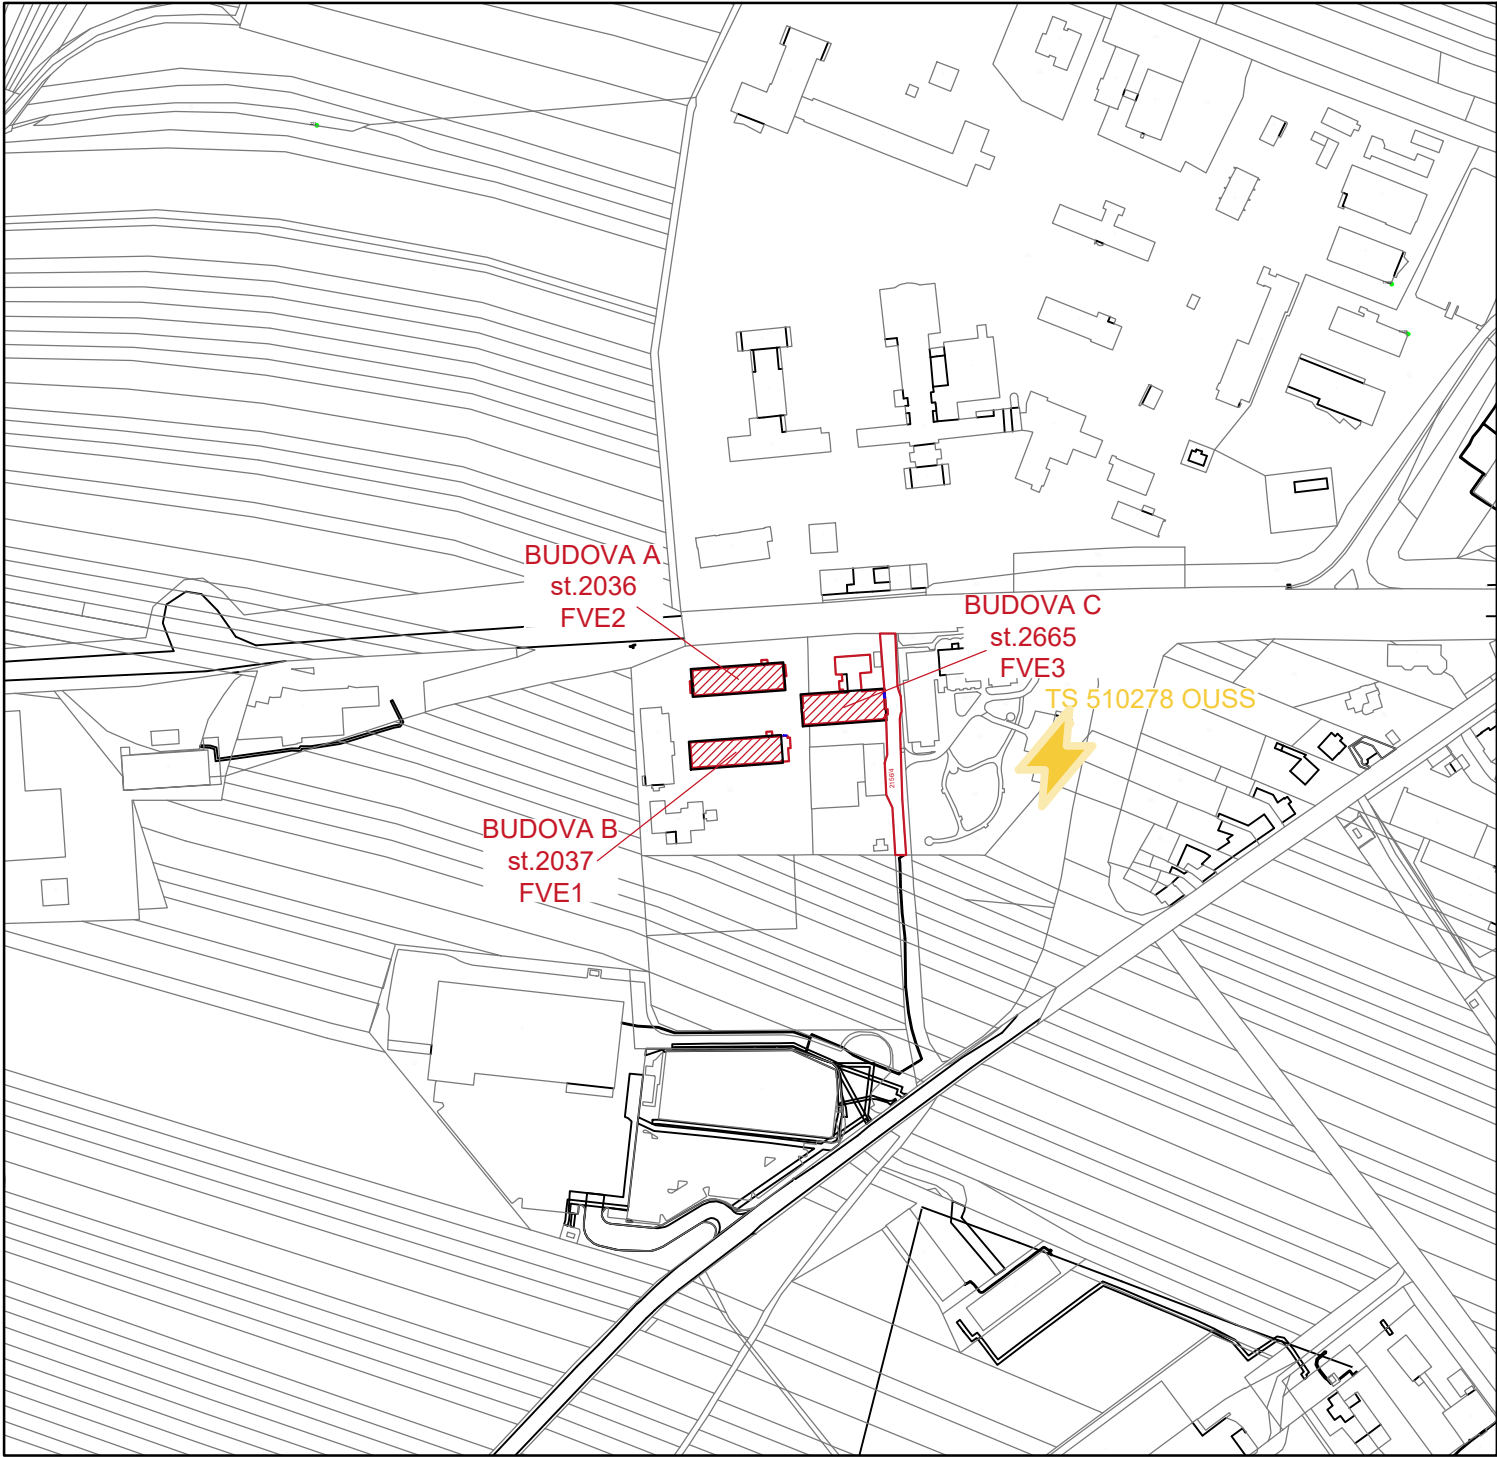 BUDOVA A
st.2036
FVE2
BUDOVA C
st.2665
FVE3
TS 510278 OUSS
BUDOVA B
st.2037
FVE1